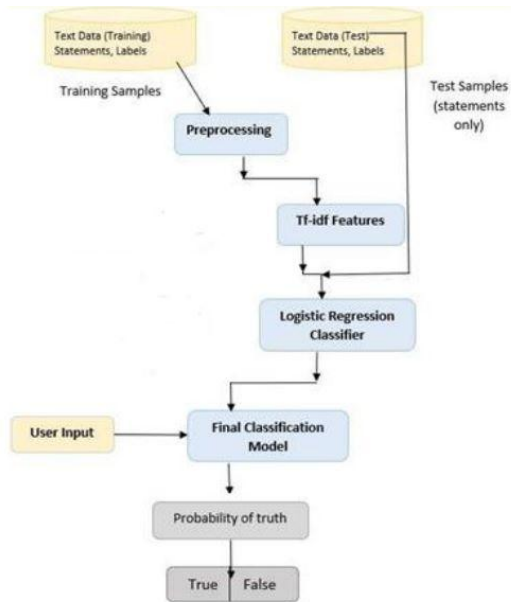 Text Data (Training)
Statements, Labels
Text Data (Test)
Statements, Labels
Training Samples
Test Samples
(statements
only)
Preprocessing
Tf-idf Features
Logistic Regression
Classifier
User Input
Final Classification
Model
Probability of truth
True False